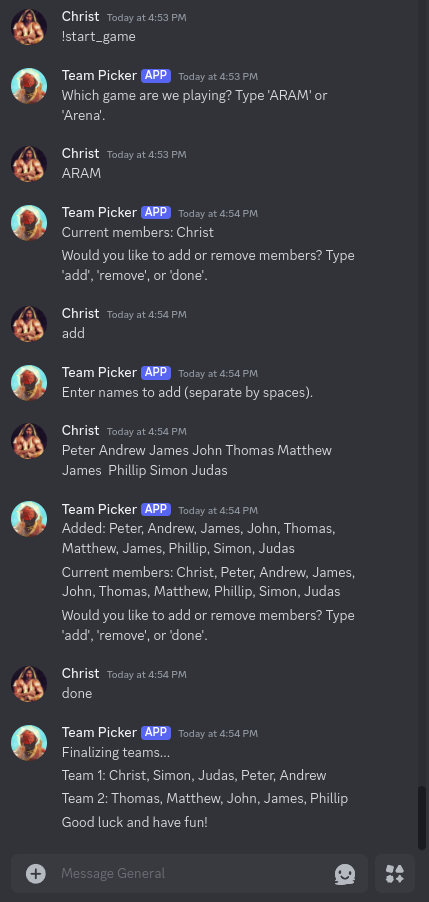 Christ Today at 4:53 PM
!start_game
Team Picker APP Today at 4:53 PM
Which game are we playing? Type 'ARAM' or
'Arena'.
Christ Today at 4:53 PM
ARAM
Team Picker APP Today at 4:54 PM
Current members: Christ
Would you like to add or remove members? Type
'add', 'remove', or 'done'.
Christ Today at 4:54 PM
add
Team Picker APP Today at 4:54 PM
Enter names to add (separate by spaces).
Christ Today at 4:54 PM
Peter Andrew James John Thomas Matthew
James  Phillip Simon Judas
Team Picker APP Today at 4:54 PM
Added: Peter, Andrew, James, John, Thomas,
Matthew, James, Phillip, Simon, Judas
Current members: Christ, Peter, Andrew, James,
John, Thomas, Matthew, Phillip, Simon, Judas
Would you like to add or remove members? Type
'add', 'remove', or 'done'.
Christ Today at 4:54 PM
done
Team Picker APP Today at 4:54 PM
Finalizing teams...
Team 1: Christ, Simon, Judas, Peter, Andrew
Team 2: Thomas, Matthew, John, James, Phillip
Good luck and have fun!
Message General